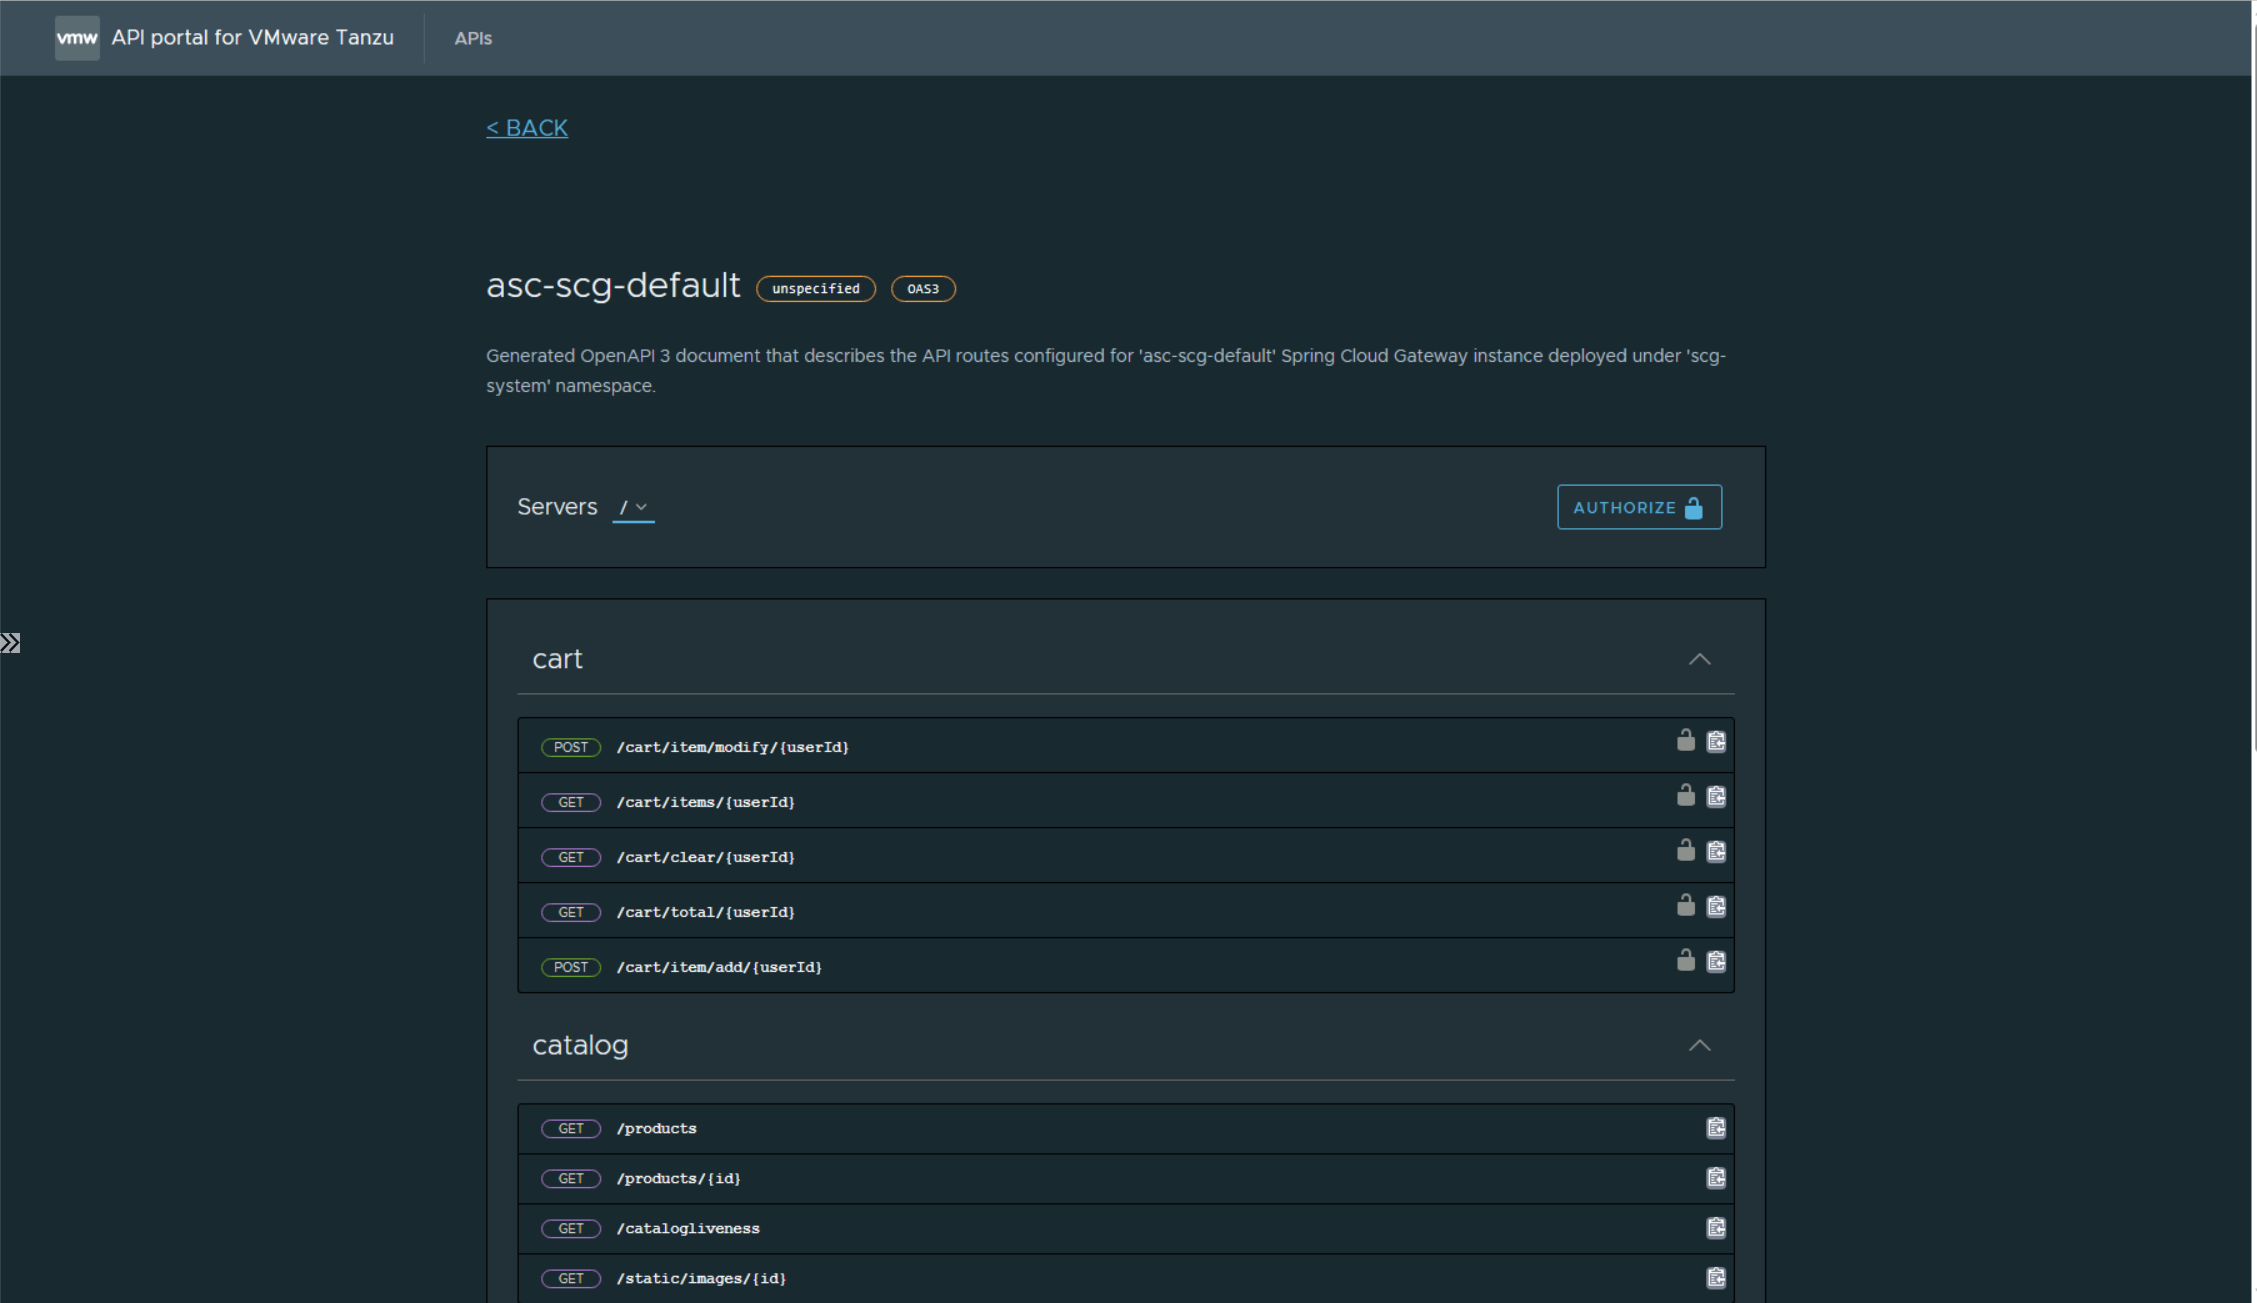 vmw API portal for VMware Tanzu APIs
< BACK
asc-scg-default unspecified OAS3
Generated OpenAPI 3 document that describes the API routes configured for 'asc-scg-default' Spring Cloud Gateway instance deployed under 'scg-
system' namespace.
Servers / AUTHORIZE
cart
POST /cart/item/modify/{userId}
GET /cart/items/{userId}
GET /cart/clear/{userId}
GET /cart/total/{userId}
POST /cart/item/add/{userId}
catalog
GET /products
GET /products/{id}
GET /catalogliveness
GET /static/images/{id}